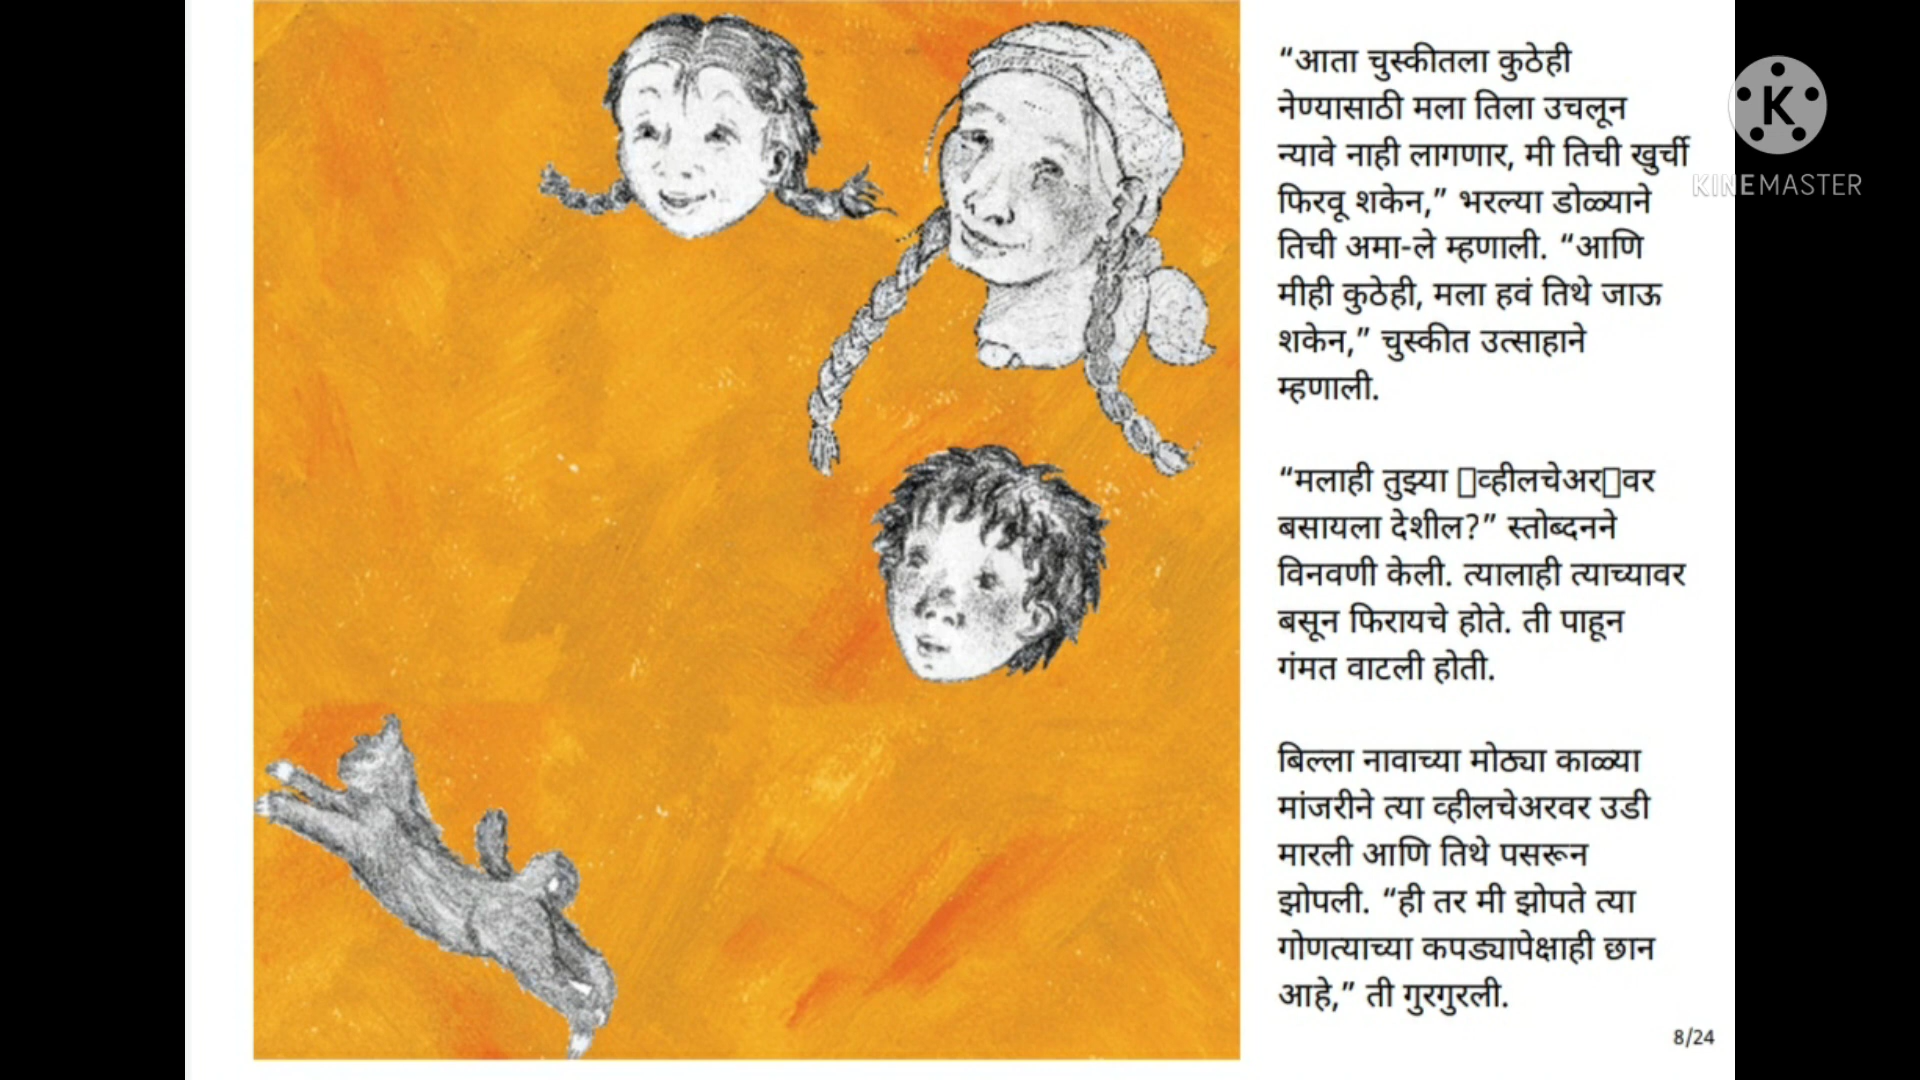 “आता चुस्कीतला कुठेही
नेण्यासाठी मला तिला उचलून
न्यावे नाही लागणार, मी तिची खुर्ची
फिरवू शकेन,” भरल्या डोळ्याने
तिची अमा-ले म्हणाली. “आणि
मीही कुठेही, मला हवं तिथे जाऊ
शकेन,” चुस्कीत उत्साहाने
म्हणाली.
“मलाही तुझ्या व्हीलचेअरवर
बसायला देशील?” स्तोब्दनने
विनवणी केली. त्यालाही त्याच्यावर
बसून फिरायचे होते. ती पाहून
गंमत वाटली होती.
बिल्ला नावाच्या मोठ्या काळ्या
मांजरीने त्या व्हीलचेअरवर उडी
मारली आणि तिथे पसरून
झोपली. “ही तर मी झोपते त्या
गोणत्याच्या कपड्यापेक्षाही छान
आहे,” ती गुरगुरली.
8/24
K
KINEMASTER